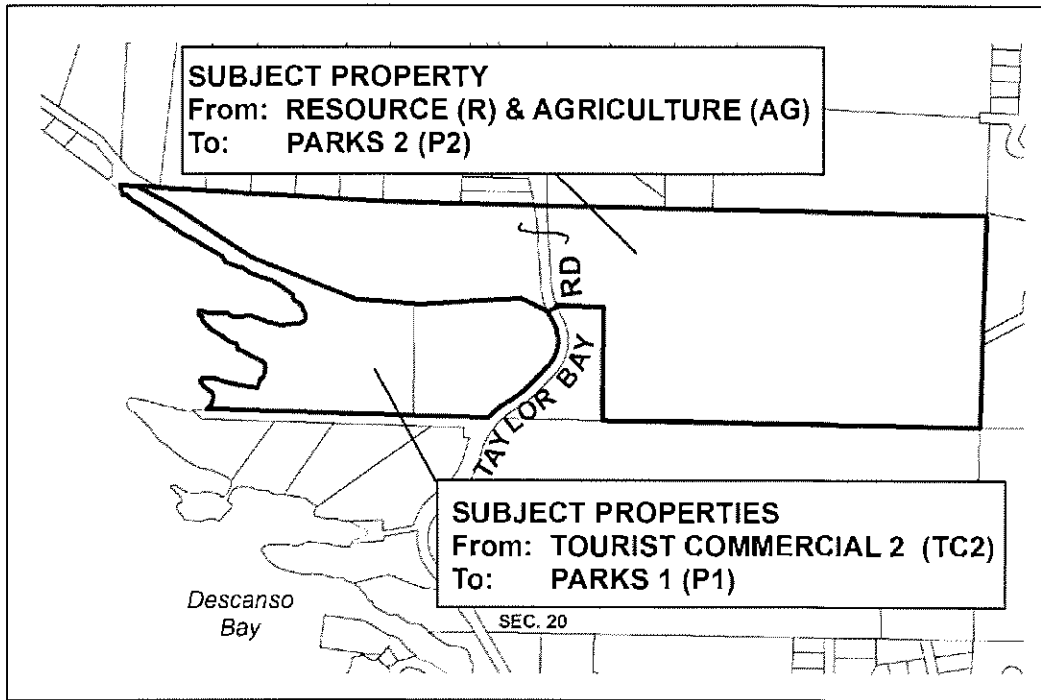 SUBJECT PROPERTY
From: RESOURCE (R) & AGRICULTURE (AG)
To: PARKS 2 (P2)
TAYLOR BAY RD
SUBJECT PROPERTIES
From: TOURIST COMMERCIAL 2 (TC2)
To: PARKS 1 (P1)
Descanso
Bay
SEC. 20